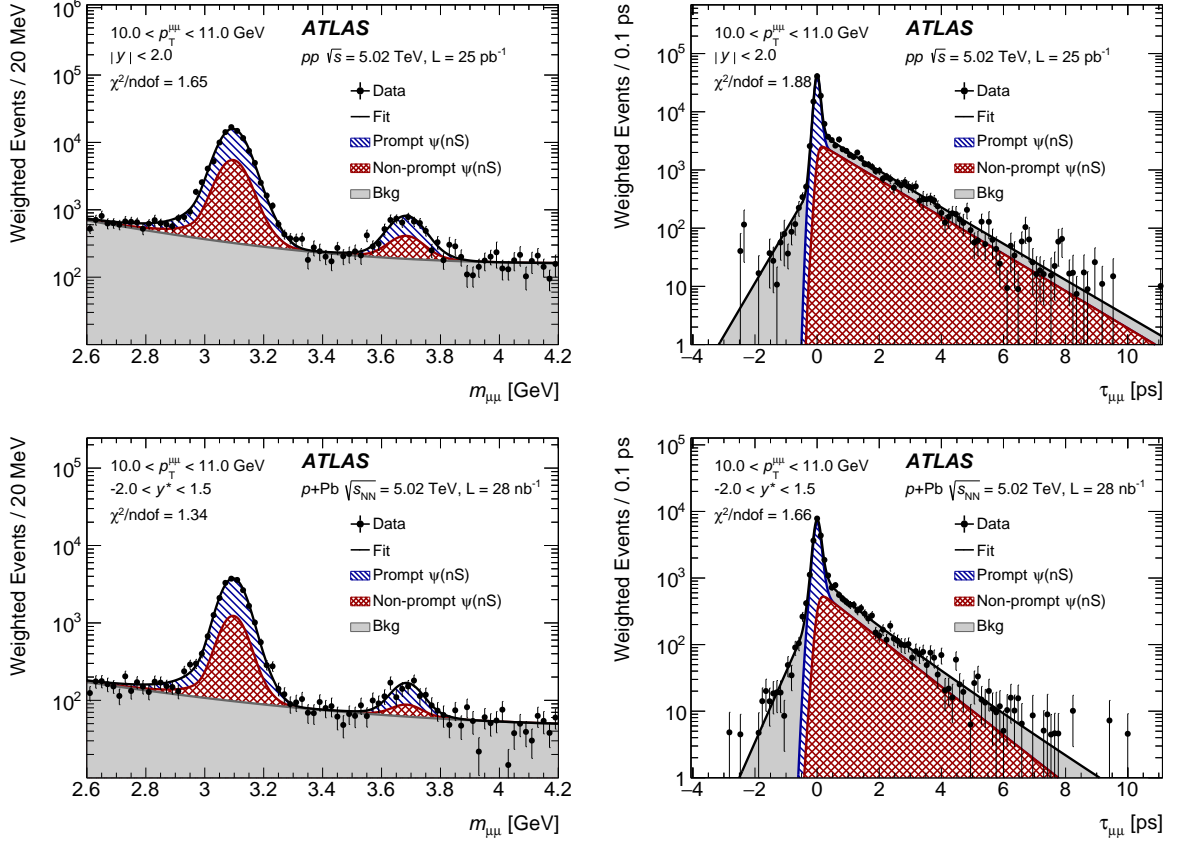 Weighted Events / 20 MeV
10⁶
10⁵
10⁴
10³
10²
10.0 < p_T^μμ < 11.0 GeV
| y | < 2.0
χ²/ndof = 1.65
ATLAS
pp √s = 5.02 TeV, L = 25 pb⁻¹
Data
Fit
Prompt ψ(nS)
Non-prompt ψ(nS)
Bkg
2.6 2.8 3 3.2 3.4 3.6 3.8 4 4.2
m_μμ [GeV]
Weighted Events / 0.1 ps
10⁵
10⁴
10³
10²
10
1
10.0 < p_T^μμ < 11.0 GeV
| y | < 2.0
χ²/ndof = 1.88
ATLAS
pp √s = 5.02 TeV, L = 25 pb⁻¹
Data
Fit
Prompt ψ(nS)
Non-prompt ψ(nS)
Bkg
−4 −2 0 2 4 6 8 10
τ_μμ [ps]
Weighted Events / 20 MeV
10⁵
10⁴
10³
10²
10.0 < p_T^μμ < 11.0 GeV
-2.0 < y* < 1.5
χ²/ndof = 1.34
ATLAS
p+Pb √s_NN = 5.02 TeV, L = 28 nb⁻¹
Data
Fit
Prompt ψ(nS)
Non-prompt ψ(nS)
Bkg
2.6 2.8 3 3.2 3.4 3.6 3.8 4 4.2
m_μμ [GeV]
Weighted Events / 0.1 ps
10⁵
10⁴
10³
10²
10
1
10.0 < p_T^μμ < 11.0 GeV
-2.0 < y* < 1.5
χ²/ndof = 1.66
ATLAS
p+Pb √s_NN = 5.02 TeV, L = 28 nb⁻¹
Data
Fit
Prompt ψ(nS)
Non-prompt ψ(nS)
Bkg
−4 −2 0 2 4 6 8 10
τ_μμ [ps]